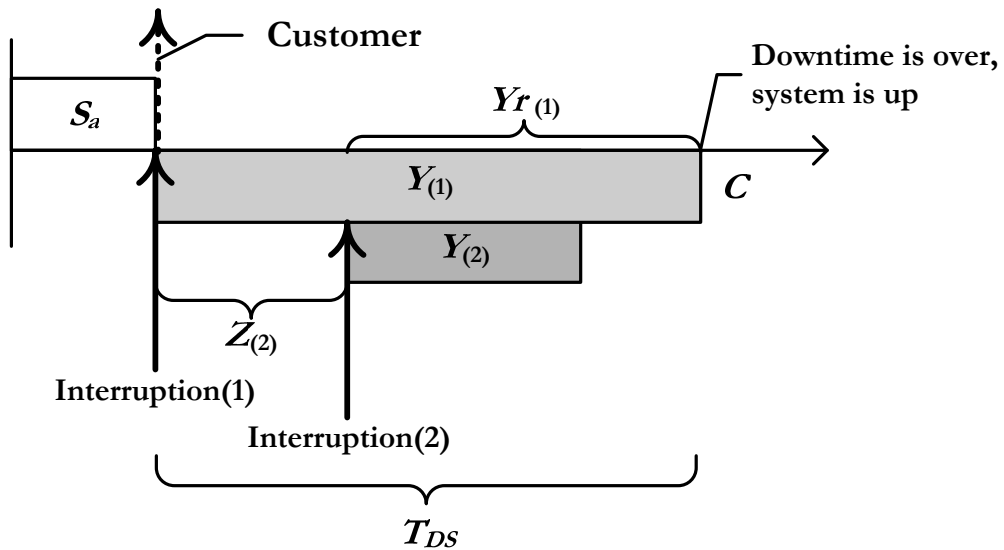 Customer
Downtime is over,
system is up
Sa
Yr (1)
Y(1)
C
Y(2)
Z(2)
Interruption(1)
Interruption(2)
TDS